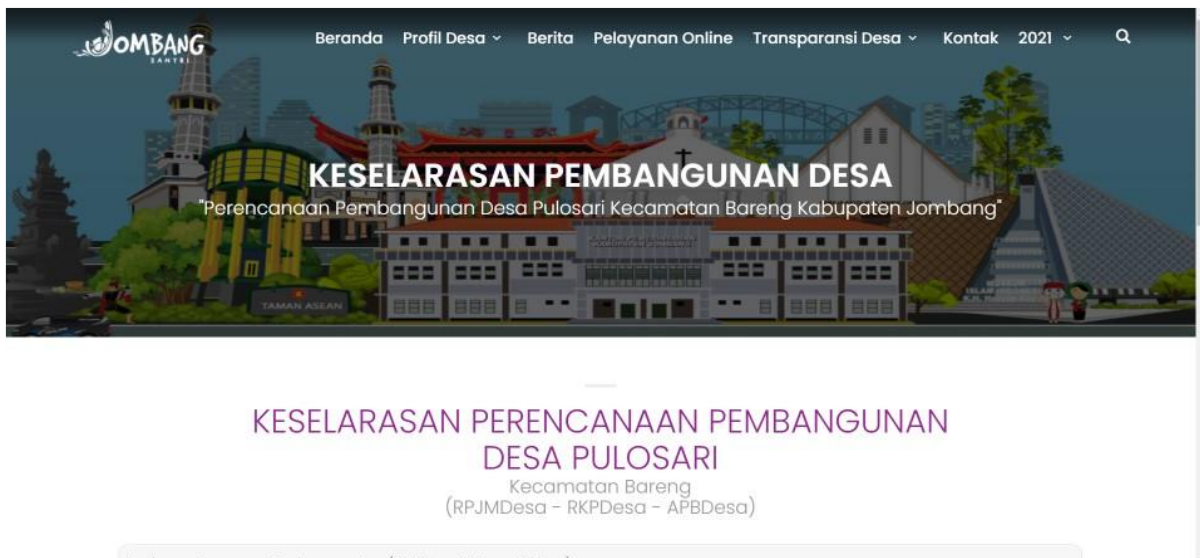 JOMBANG
SANTRI
Beranda Profil Desa Berita Pelayanan Online Transparansi Desa Kontak 2021
KESELARASAN PEMBANGUNAN DESA
"Perencanaan Pembangunan Desa Pulosari Kecamatan Bareng Kabupaten Jombang"
TAMAN ASEAN
KESELARASAN PERENCANAAN PEMBANGUNAN
DESA PULOSARI
Kecamatan Bareng
(RPJMDesa - RKPDesa - APBDesa)